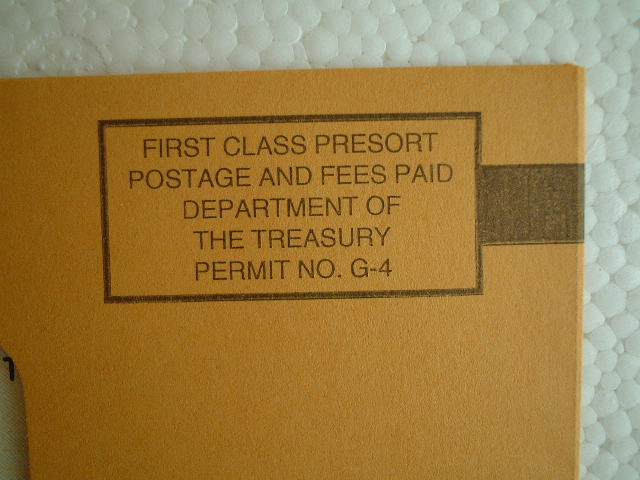 FIRST CLASS PRESORT
POSTAGE AND FEES PAID
DEPARTMENT OF
THE TREASURY
PERMIT NO. G-4